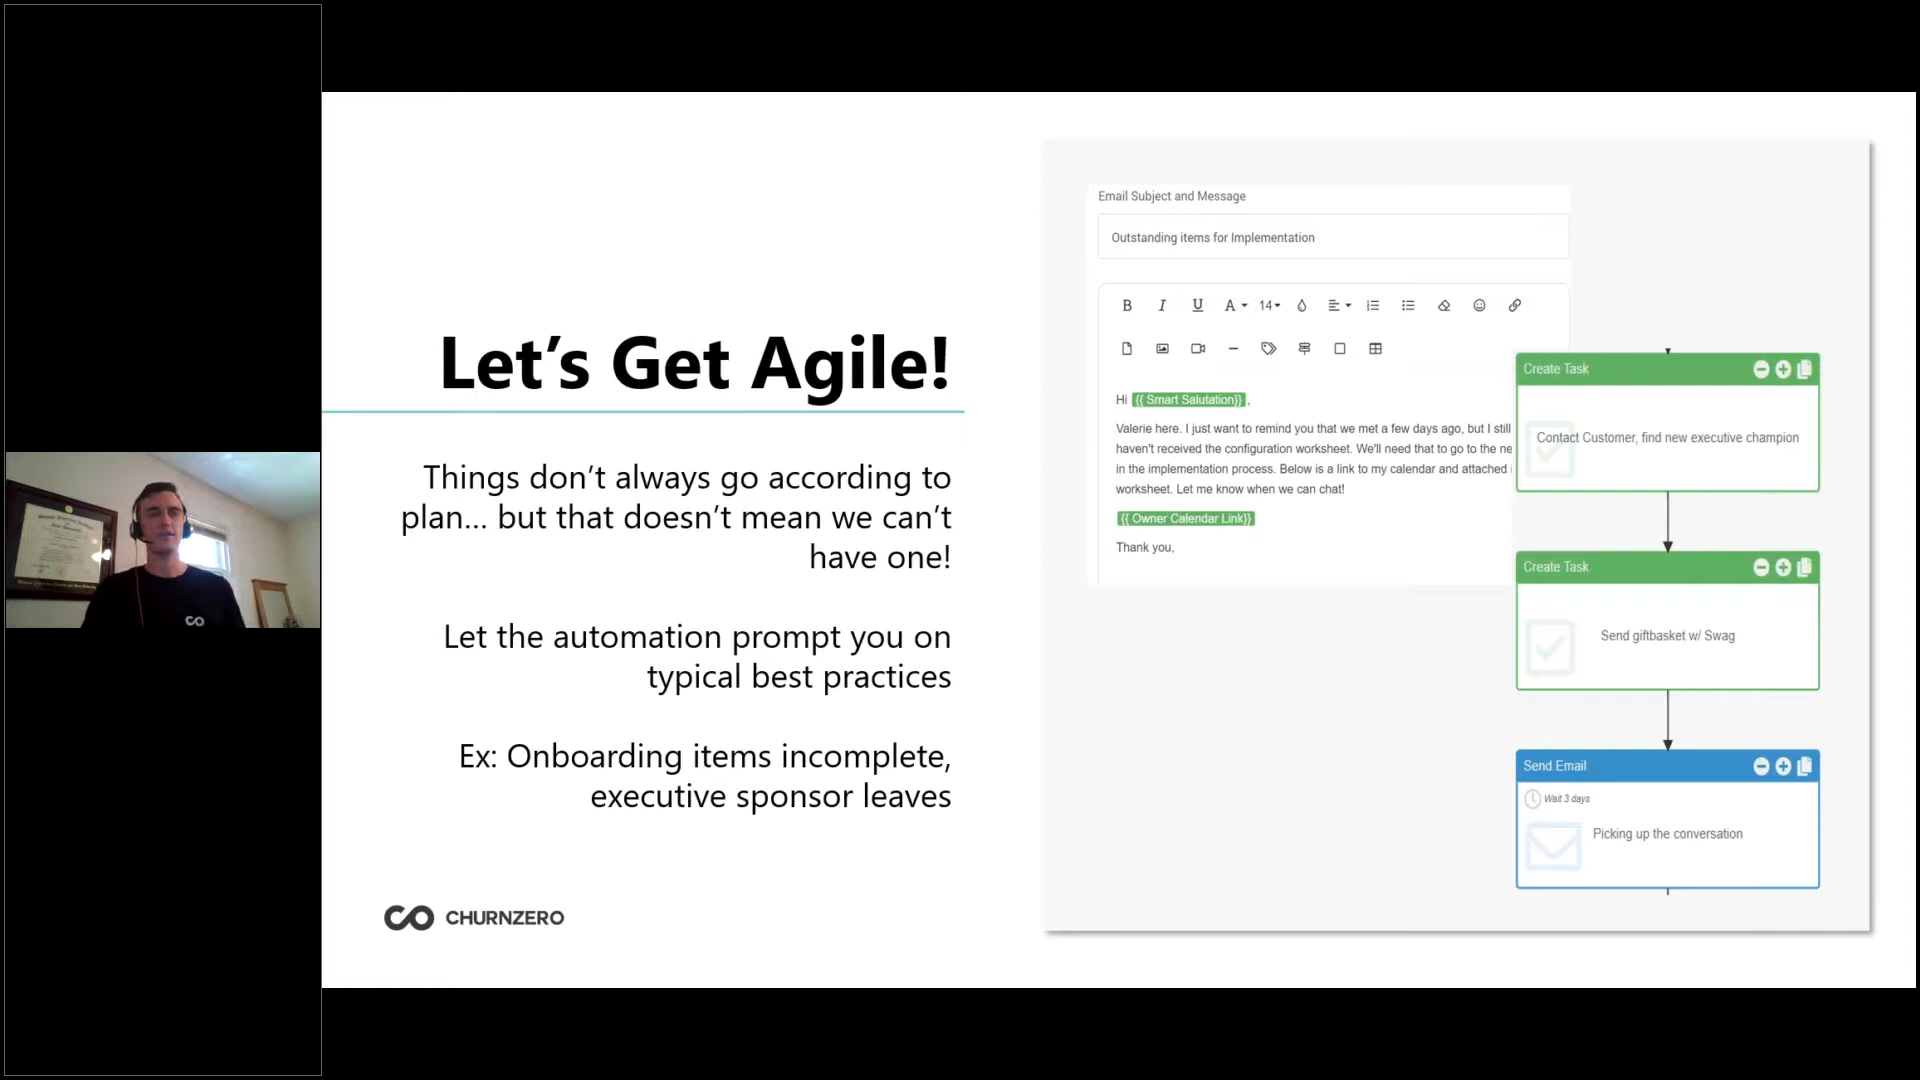 Let’s Get Agile!
Things don’t always go according to
plan... but that doesn’t mean we can’t
have one!
Let the automation prompt you on
typical best practices
Ex: Onboarding items incomplete,
executive sponsor leaves
CHURNZERO
Email Subject and Message
Outstanding items for Implementation
B I U A 14
Hi {{ Smart Salutation}} ,
Valerie here. I just want to remind you that we met a few days ago, but I still
haven't received the configuration worksheet. We'll need that to go to the ne
in the implementation process. Below is a link to my calendar and attached i
worksheet. Let me know when we can chat!
{{ Owner Calendar Link}}
Thank you,
Create Task
Contact Customer, find new executive champion
Create Task
Send giftbasket w/ Swag
Send Email
Wait 3 days
Picking up the conversation